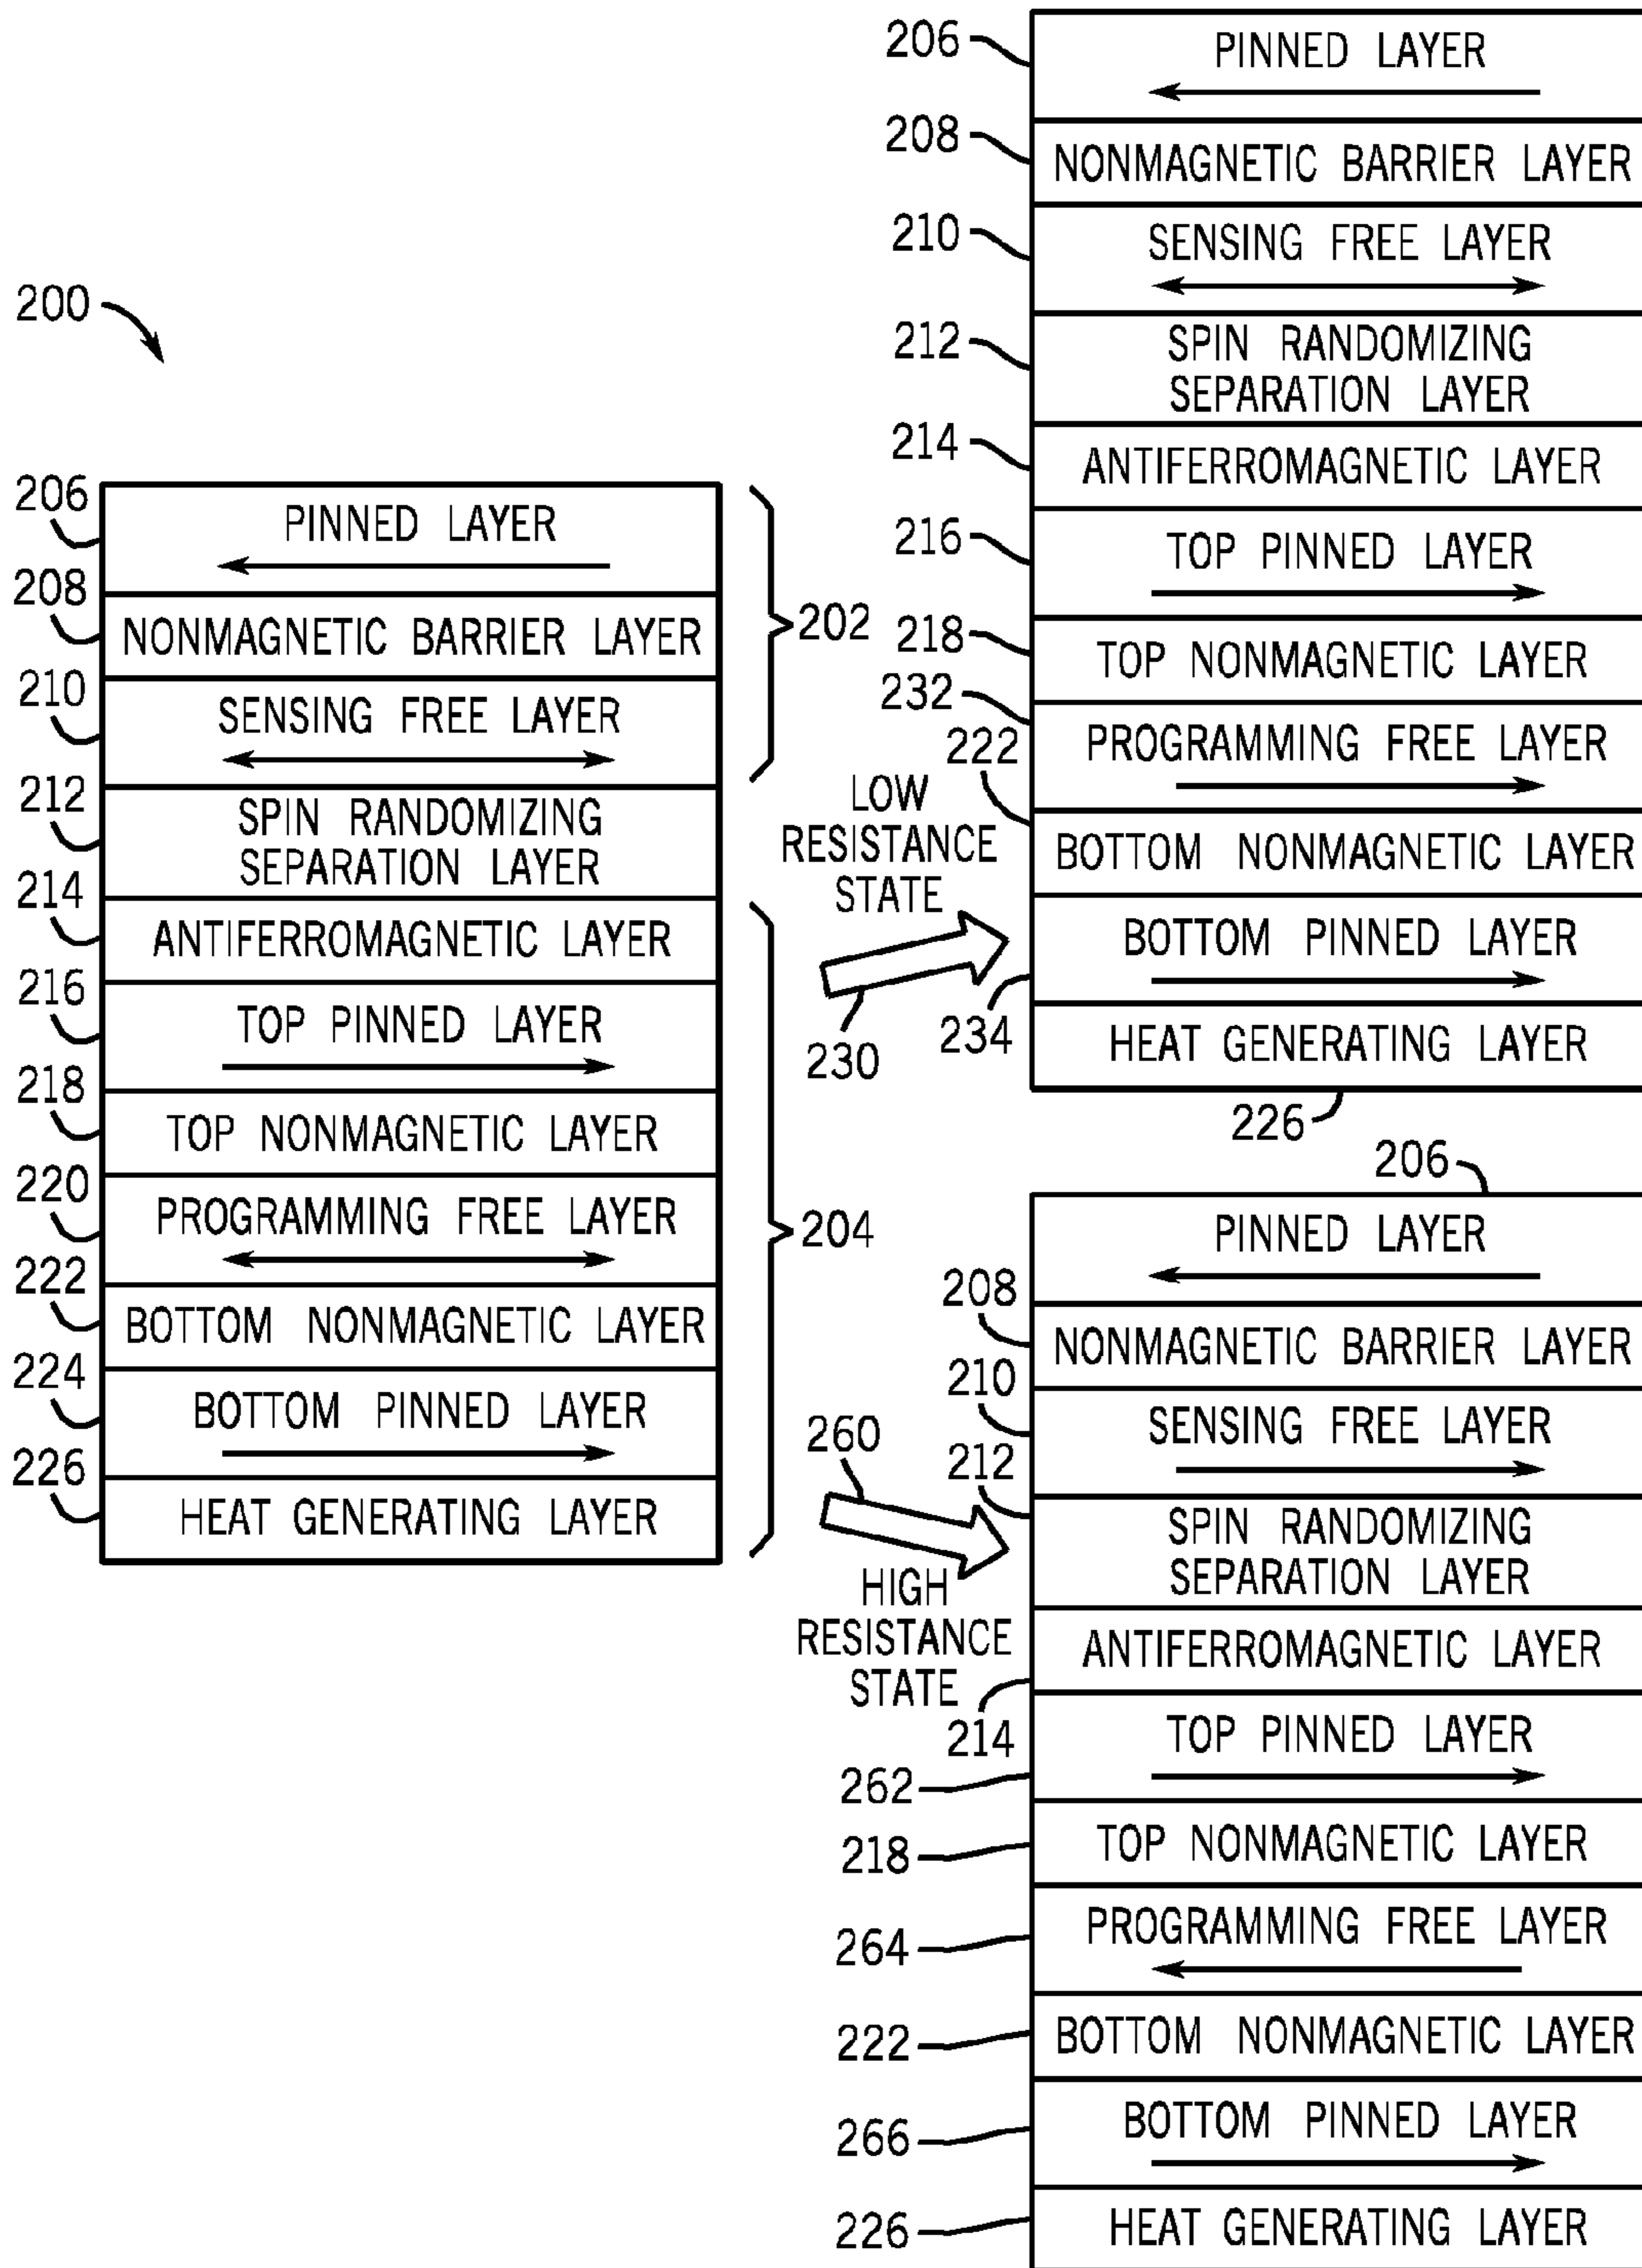 200
206
PINNED LAYER
208
NONMAGNETIC BARRIER LAYER
202
210
SENSING FREE LAYER
212
SPIN RANDOMIZING
SEPARATION LAYER
214
ANTIFERROMAGNETIC LAYER
216
TOP PINNED LAYER
218
TOP NONMAGNETIC LAYER
220
PROGRAMMING FREE LAYER
204
222
BOTTOM NONMAGNETIC LAYER
224
BOTTOM PINNED LAYER
226
HEAT GENERATING LAYER
LOW
RESISTANCE
STATE
230
206
PINNED LAYER
208
NONMAGNETIC BARRIER LAYER
210
SENSING FREE LAYER
212
SPIN RANDOMIZING
SEPARATION LAYER
214
ANTIFERROMAGNETIC LAYER
216
TOP PINNED LAYER
218
TOP NONMAGNETIC LAYER
232
PROGRAMMING FREE LAYER
222
BOTTOM NONMAGNETIC LAYER
BOTTOM PINNED LAYER
234
HEAT GENERATING LAYER
226
260
HIGH
RESISTANCE
STATE
206
PINNED LAYER
208
NONMAGNETIC BARRIER LAYER
210
SENSING FREE LAYER
212
SPIN RANDOMIZING
SEPARATION LAYER
ANTIFERROMAGNETIC LAYER
214
TOP PINNED LAYER
262
218
TOP NONMAGNETIC LAYER
264
PROGRAMMING FREE LAYER
222
BOTTOM NONMAGNETIC LAYER
266
BOTTOM PINNED LAYER
226
HEAT GENERATING LAYER